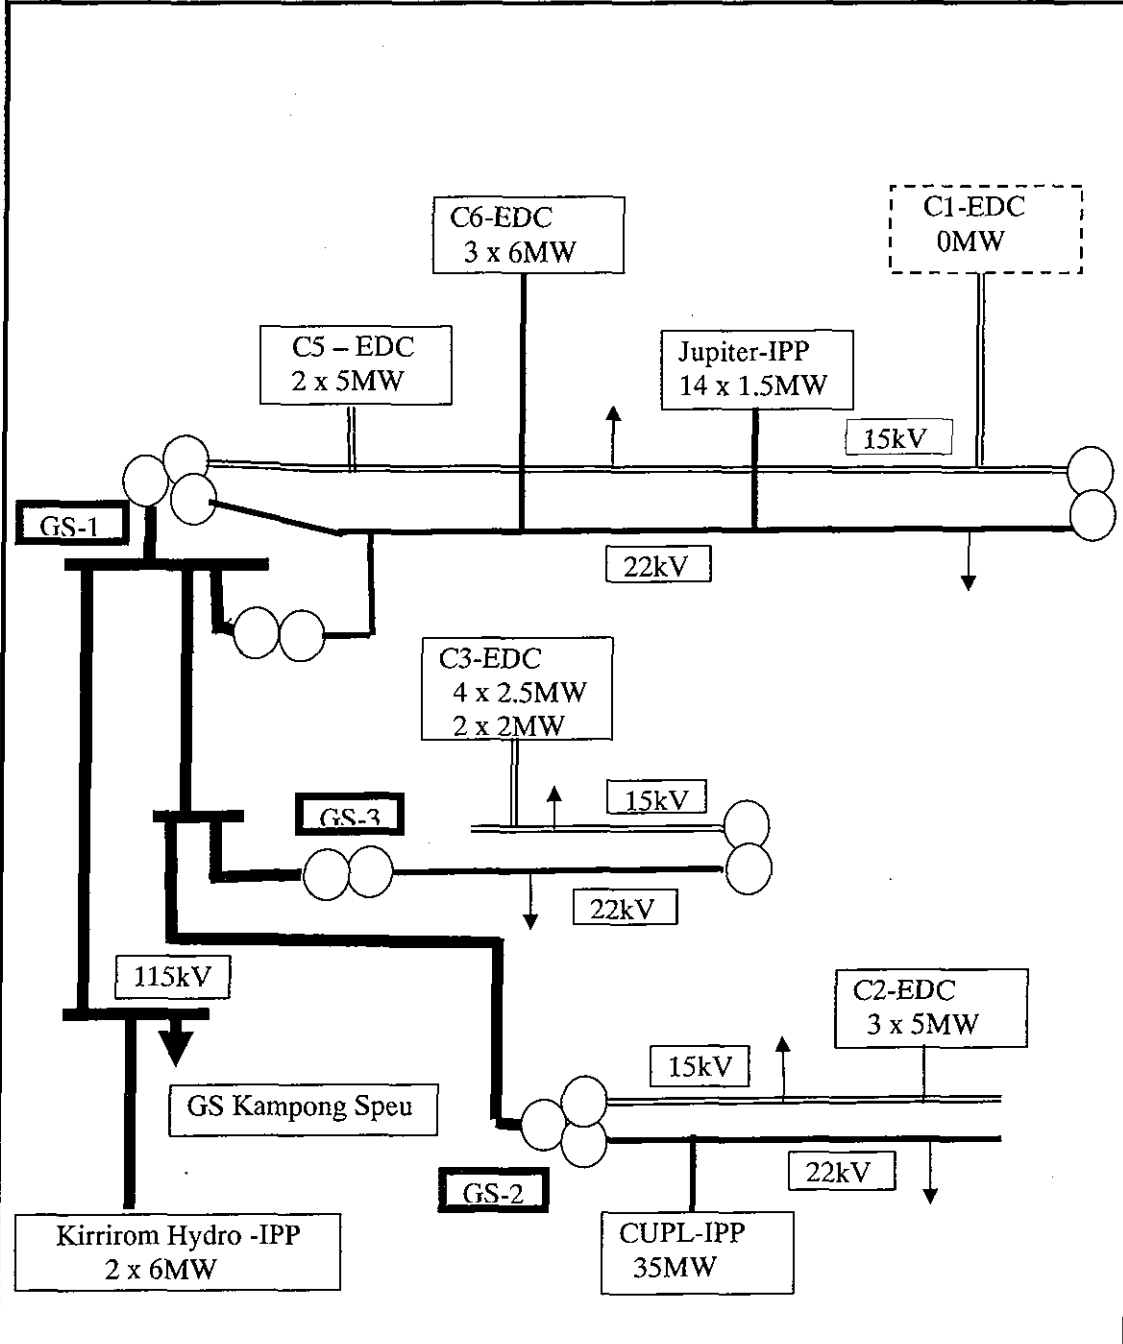 C6-EDC
3 x 6MW
C1-EDC
0MW
C5 – EDC
2 x 5MW
Jupiter-IPP
14 x 1.5MW
15kV
GS-1
22kV
C3-EDC
4 x 2.5MW
2 x 2MW
15kV
GS-3
22kV
115kV
C2-EDC
3 x 5MW
15kV
GS Kampong Speu
22kV
GS-2
Kirrirom Hydro -IPP
2 x 6MW
CUPL-IPP
35MW